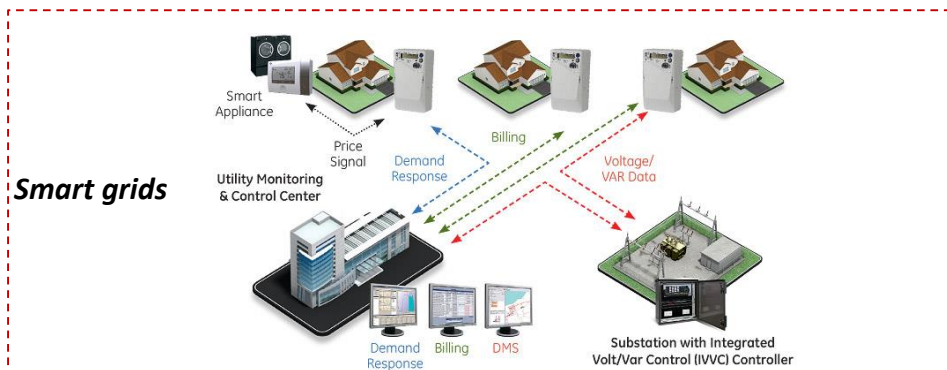 Smart
Appliance
Price
Signal
Billing
Demand
Response
Voltage/
VAR Data
Utility Monitoring
& Control Center
Smart grids
Demand
Response
Billing
DMS
Substation with Integrated
Volt/Var Control (IVVC) Controller